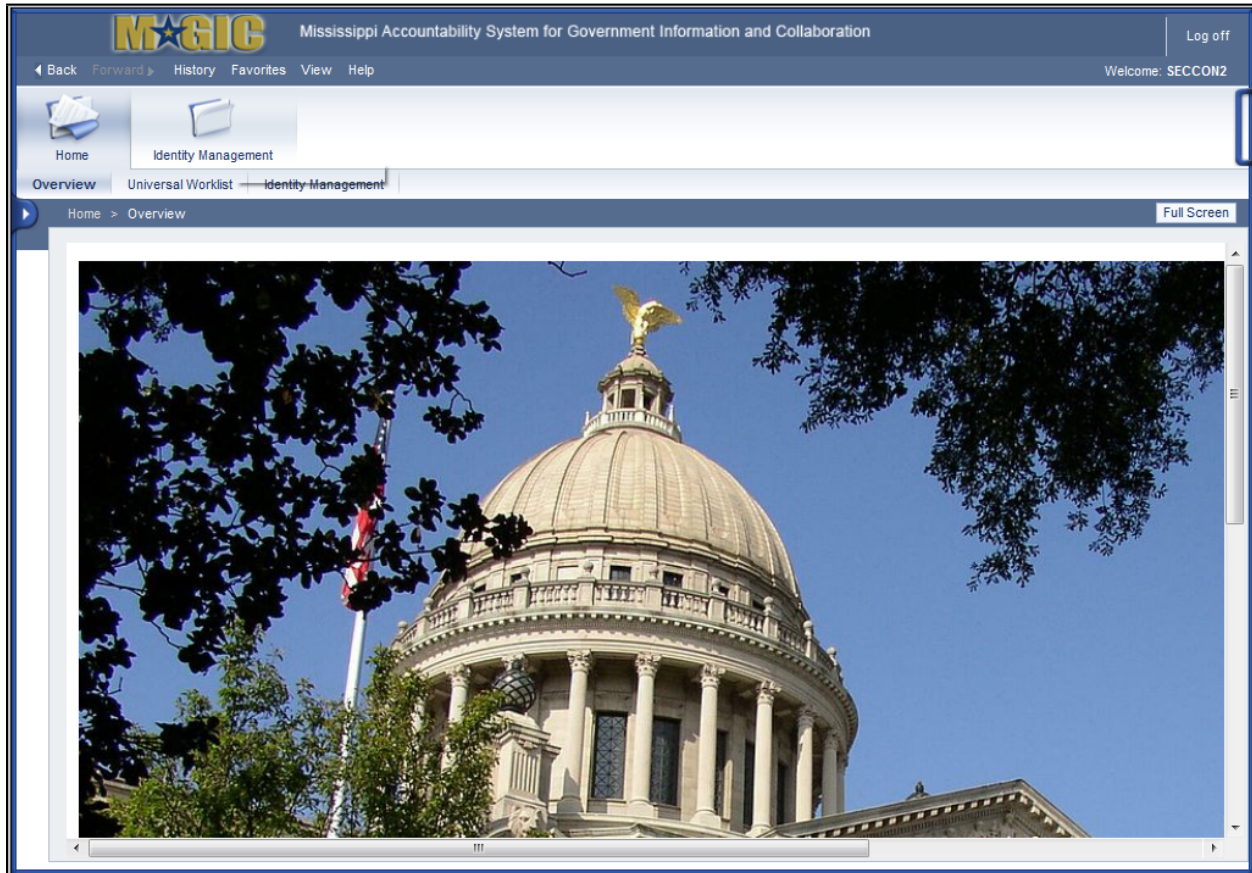 MAGIC Mississippi Accountability System for Government Information and Collaboration Log off
Back Forward History Favorites View Help Welcome: SECCON2
Home Identity Management
Overview Universal Worklist Identity Management
Home > Overview Full Screen